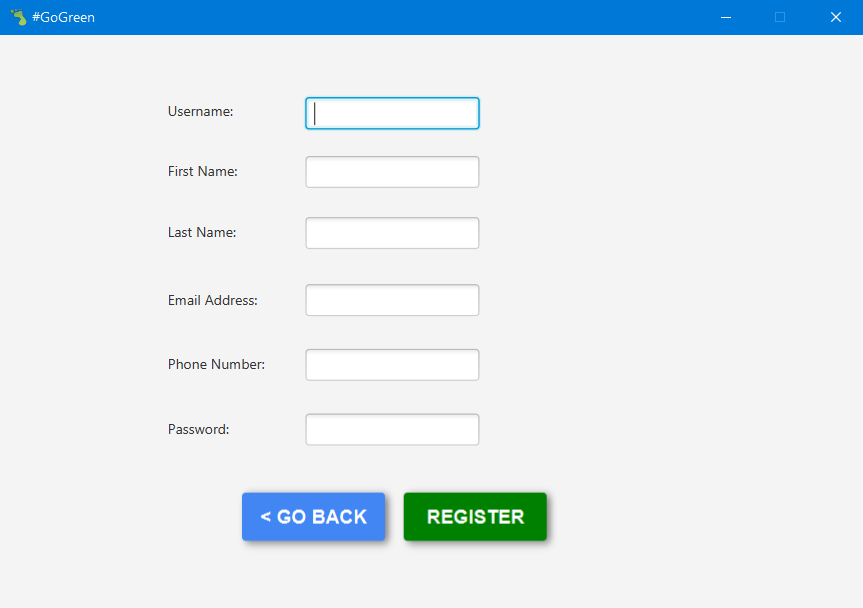 #GoGreen
Username:
First Name:
Last Name:
Email Address:
Phone Number:
Password:
< GO BACK
REGISTER